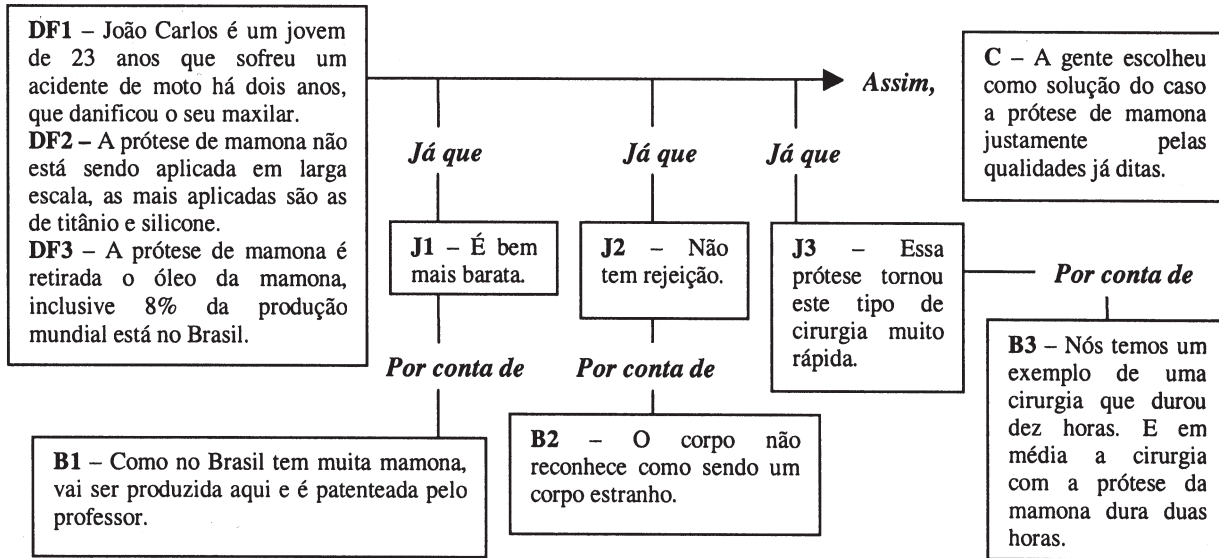 DF1 – João Carlos é um jovem
de 23 anos que sofreu um
acidente de moto há dois anos,
que danificou o seu maxilar.
DF2 – A prótese de mamona não
está sendo aplicada em larga
escala, as mais aplicadas são as
de titânio e silicone.
DF3 – A prótese de mamona é
retirada o óleo da mamona,
inclusive 8% da produção
mundial está no Brasil.
Assim,
C – A gente escolheu
como solução do caso
a prótese de mamona
justamente pelas
qualidades já ditas.
Já que
Já que
Já que
J1 – É bem
mais barata.
J2 – Não
tem rejeição.
J3 – Essa
prótese tornou
este tipo de
cirurgia muito
rápida.
Por conta de
Por conta de
Por conta de
B1 – Como no Brasil tem muita mamona,
vai ser produzida aqui e é patenteada pelo
professor.
B2 – O corpo não
reconhece como sendo um
corpo estranho.
B3 – Nós temos um
exemplo de uma
cirurgia que durou
dez horas. E em
média a cirurgia
com a prótese da
mamona dura duas
horas.